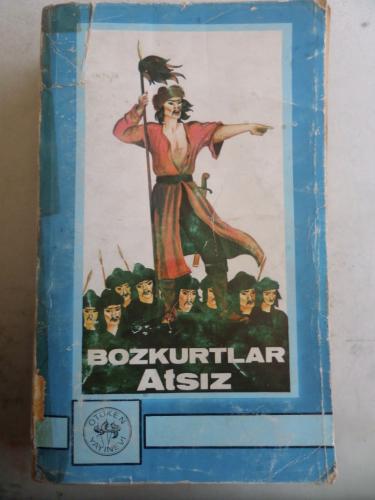 BOZKURTLAR
Atsız
ÖTÜKEN
YAYINEVİ